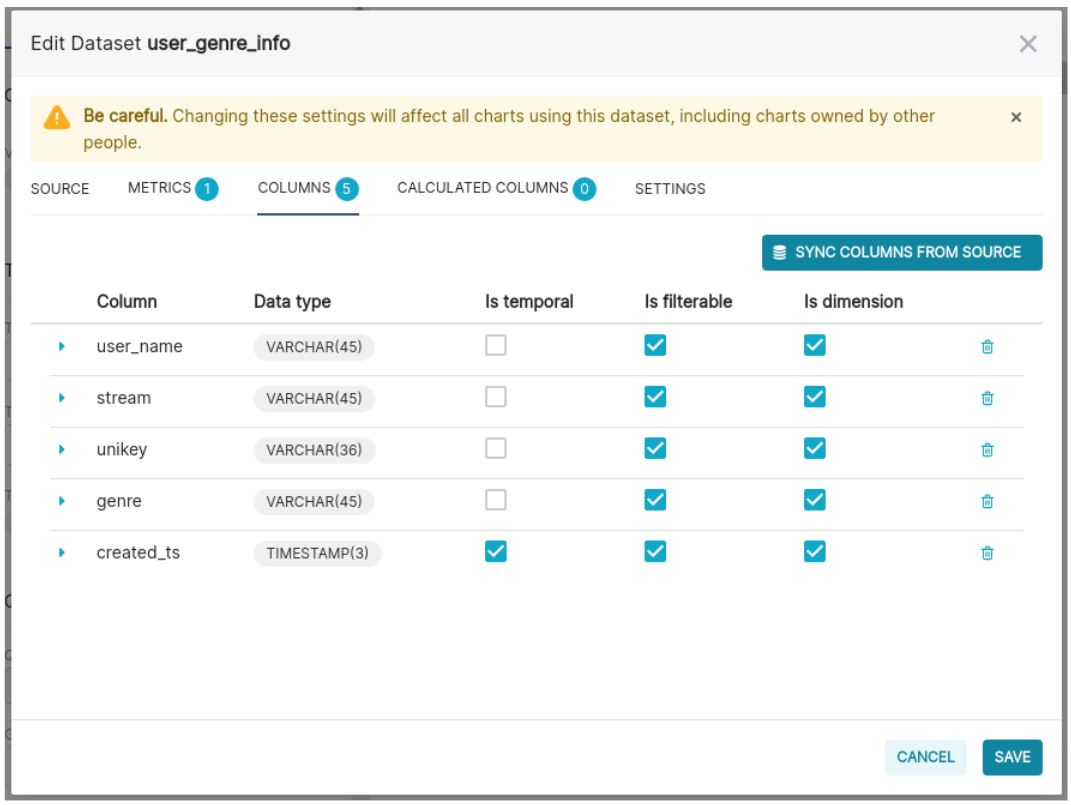 Edit Dataset user_genre_info
Be careful. Changing these settings will affect all charts using this dataset, including charts owned by other
people.
SOURCE METRICS 1 COLUMNS 5 CALCULATED COLUMNS 0 SETTINGS
SYNC COLUMNS FROM SOURCE
Column Data type Is temporal Is filterable Is dimension
user_name VARCHAR(45)
stream VARCHAR(45)
unikey VARCHAR(36)
genre VARCHAR(45)
created_ts TIMESTAMP(3)
CANCEL SAVE